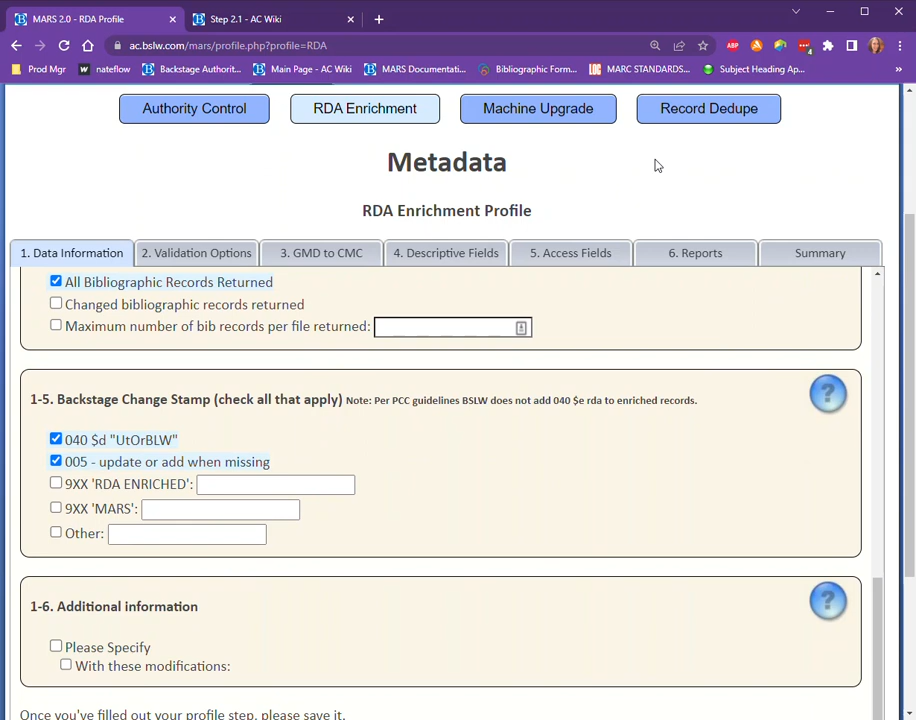 MARS 2.0 - RDA Profile
Step 2.1 - AC Wiki
ac.bslw.com/mars/profile.php?profile=RDA
ABP
4
Prod Mgr
w nateflow
Backstage Authorit...
Main Page - AC Wiki
MARS Documentati...
Bibliographic Form...
MARC STANDARDS...
Subject Heading Ap...
Authority Control
RDA Enrichment
Machine Upgrade
Record Dedupe
Metadata
RDA Enrichment Profile
1. Data Information
2. Validation Options
3. GMD to CMC
4. Descriptive Fields
5. Access Fields
6. Reports
Summary
All Bibliographic Records Returned
Changed bibliographic records returned
Maximum number of bib records per file returned:
?
1-5. Backstage Change Stamp (check all that apply) Note: Per PCC guidelines BSLW does not add 040 $e rda to enriched records.
040 $d "UtOrBLW"
005 - update or add when missing
9XX 'RDA ENRICHED':
9XX 'MARS':
Other:
?
1-6. Additional information
Please Specify
With these modifications:
Once you've filled out your profile step, please save it.